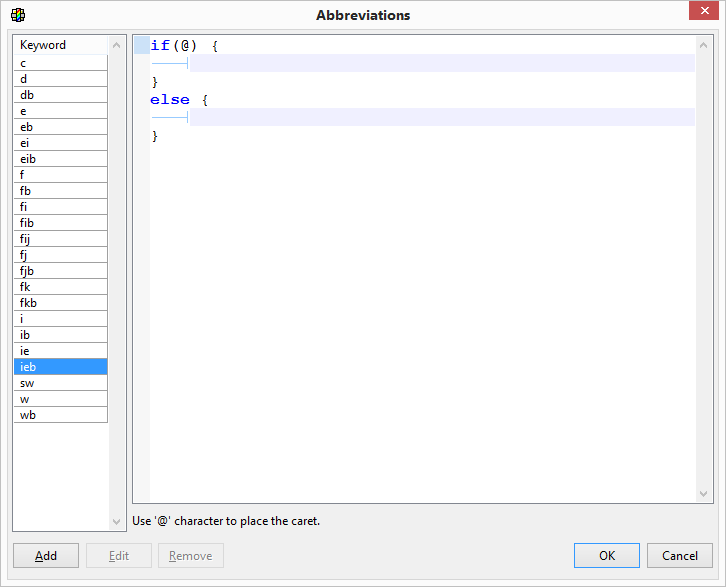 Abbreviations
Keyword
c
d
db
e
eb
ei
eib
f
fb
fi
fib
fij
fj
fjb
fk
fkb
i
ib
ie
ieb
sw
w
wb
if(@) {
}
else {
}
Use '@' character to place the caret.
Add Edit Remove OK Cancel